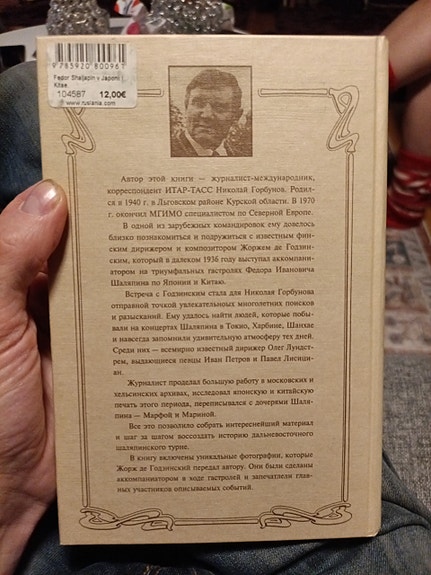 9 785920 800961
Fedor Shaljapin v Japonii i
Kitae.
104587 12,00€
www.ruslania.com
Автор этой книги — журналист-международник,
корреспондент ИТАР-ТАСС Николай Горбунов. Родил-
ся в 1940 г. в Льговском районе Курской области. В 1970
г. окончил МГИМО специалистом по Северной Европе.
В одной из зарубежных командировок ему довелось
близко познакомиться и подружиться с известным фин-
ским дирижером и композитором Жоржем де Годзин-
ским, который в далеком 1936 году выступал аккомпани-
атором на триумфальных гастролях Федора Ивановича
Шаляпина по Японии и Китаю.
Встреча с Годзинским стала для Николая Горбунова
отправной точкой увлекательных многолетних поисков
и разысканий. Ему удалось найти людей, которые побы-
вали на концертах Шаляпина в Токио, Харбине, Шанхае
и навсегда запомнили удивительную атмосферу тех дней.
Среди них — всемирно известный дирижер Олег Лундст-
рем, выдающиеся певцы Иван Петров и Павел Лисици-
ан.
Журналист проделал большую работу в московских и
хельсинских архивах, исследовал японскую и китайскую
печать этого периода, переписывался с дочерями Шаля-
пина — Марфой и Мариной.
Все это позволило собрать интереснейший материал
и шаг за шагом воссоздать историю дальневосточного
шаляпинского турне.
В книгу включены уникальные фотографии, которые
Жорж де Годзинский передал автору. Они были сделаны
аккомпаниатором в ходе гастролей и запечатлели глав-
ных участников описываемых событий.